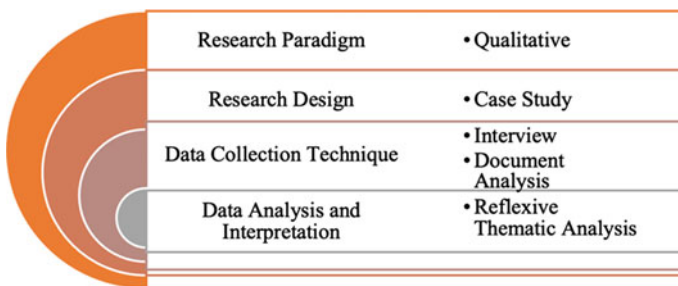 Research Paradigm
• Qualitative
Research Design
• Case Study
Data Collection Technique
• Interview
• Document
Analysis
Data Analysis and
Interpretation
• Reflexive
Thematic Analysis